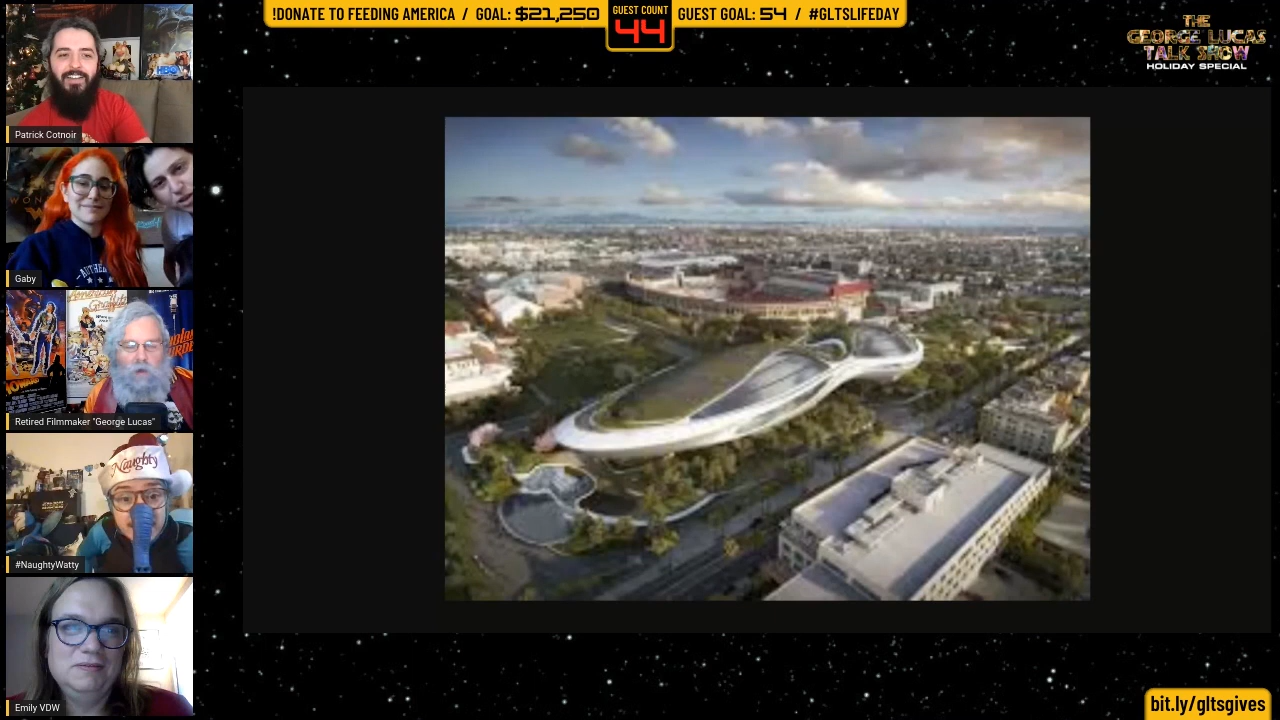 !DONATE TO FEEDING AMERICA / GOAL: $21,250
GUEST COUNT
44
GUEST GOAL: 54 / #GLTSLIFEDAY
THE
GEORGE LUCAS
TALK SHOW
HOLIDAY SPECIAL
HBO
Patrick Cotnoir
Gaby
Retired Filmmaker "George Lucas"
Naughty
#NaughtyWatty
Emily VDW
bit.ly/gltsgives